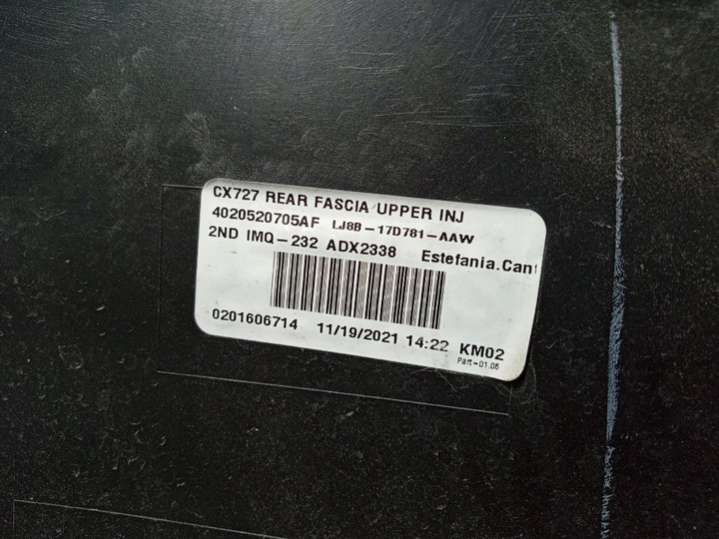 CX727 REAR FASCIA UPPER INJ
4020520705AF LJ8B-17D781-AAW
2ND IMQ-232 ADX2338 Estefania.Cant
0201606714 11/19/2021 14:22 KM02
Part-01.06